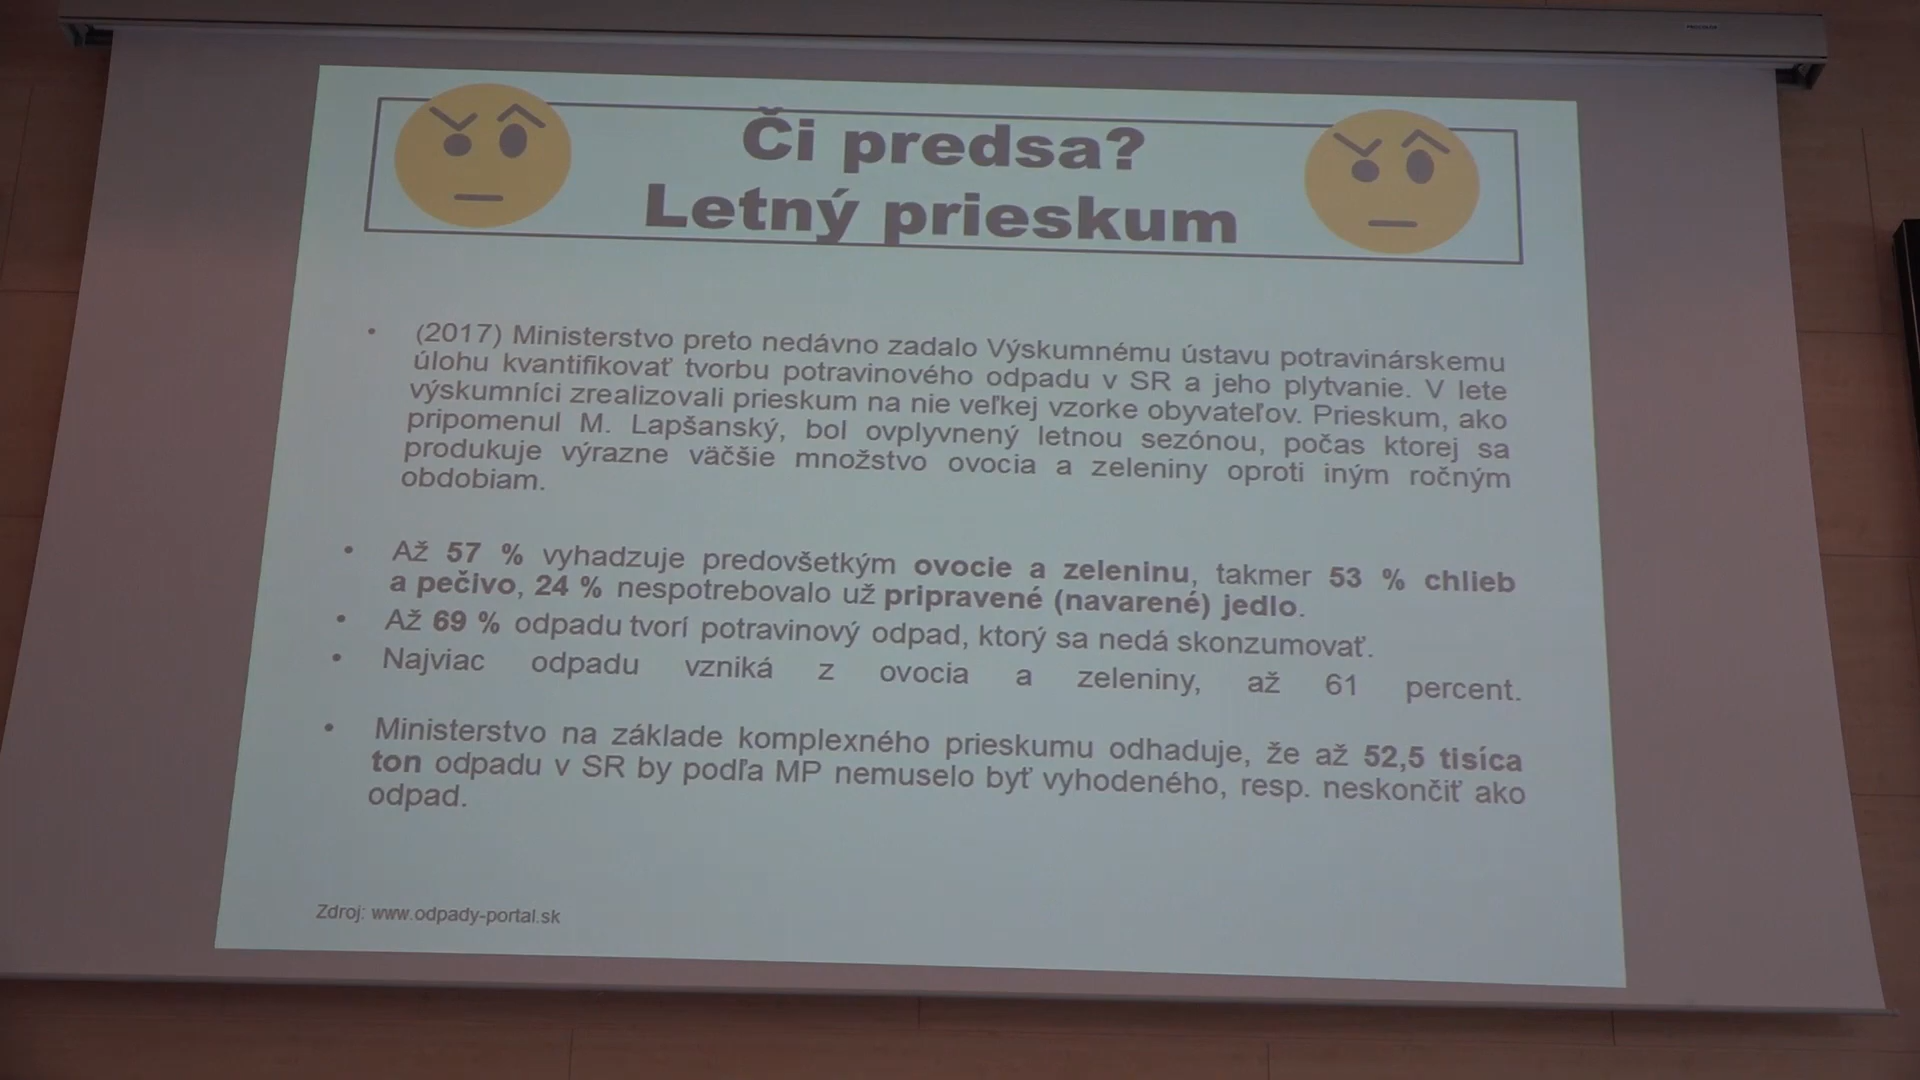 Či predsa?
Letný prieskum
• (2017) Ministerstvo preto nedávno zadalo Výskumnému ústavu potravinárskemu
úlohu kvantifikovať tvorbu potravinového odpadu v SR a jeho plytvanie. V lete
výskumníci zrealizovali prieskum na nie veľkej vzorke obyvateľov. Prieskum, ako
pripomenul M. Lapšanský, bol ovplyvnený letnou sezónou, počas ktorej sa
produkuje výrazne väčšie množstvo ovocia a zeleniny oproti iným ročným
obdobiam.
• Až 57 % vyhadzuje predovšetkým ovocie a zeleninu, takmer 53 % chlieb
a pečivo, 24 % nespotrebovalo už pripravené (navarené) jedlo.
• Až 69 % odpadu tvorí potravinový odpad, ktorý sa nedá skonzumovať.
• Najviac odpadu vzniká z ovocia a zeleniny, až 61 percent.
• Ministerstvo na základe komplexného prieskumu odhaduje, že až 52,5 tisíca
ton odpadu v SR by podľa MP nemuselo byť vyhodeného, resp. neskončiť ako
odpad.
Zdroj: www.odpady-portal.sk